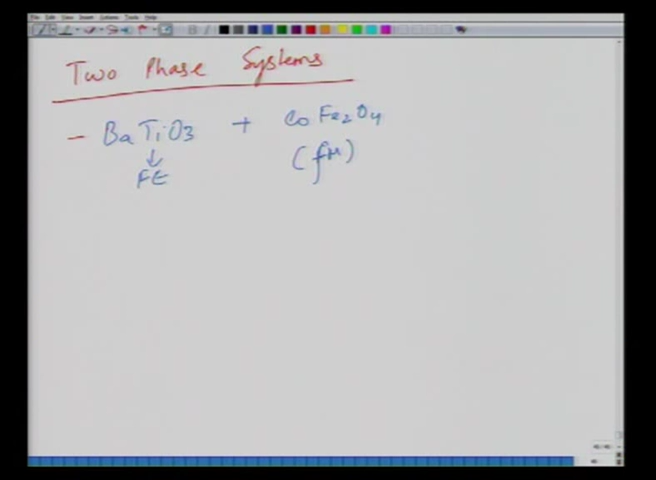 Two Phase Systems
- BaTiO3 + CoFe2O4
↓
FE (fM)